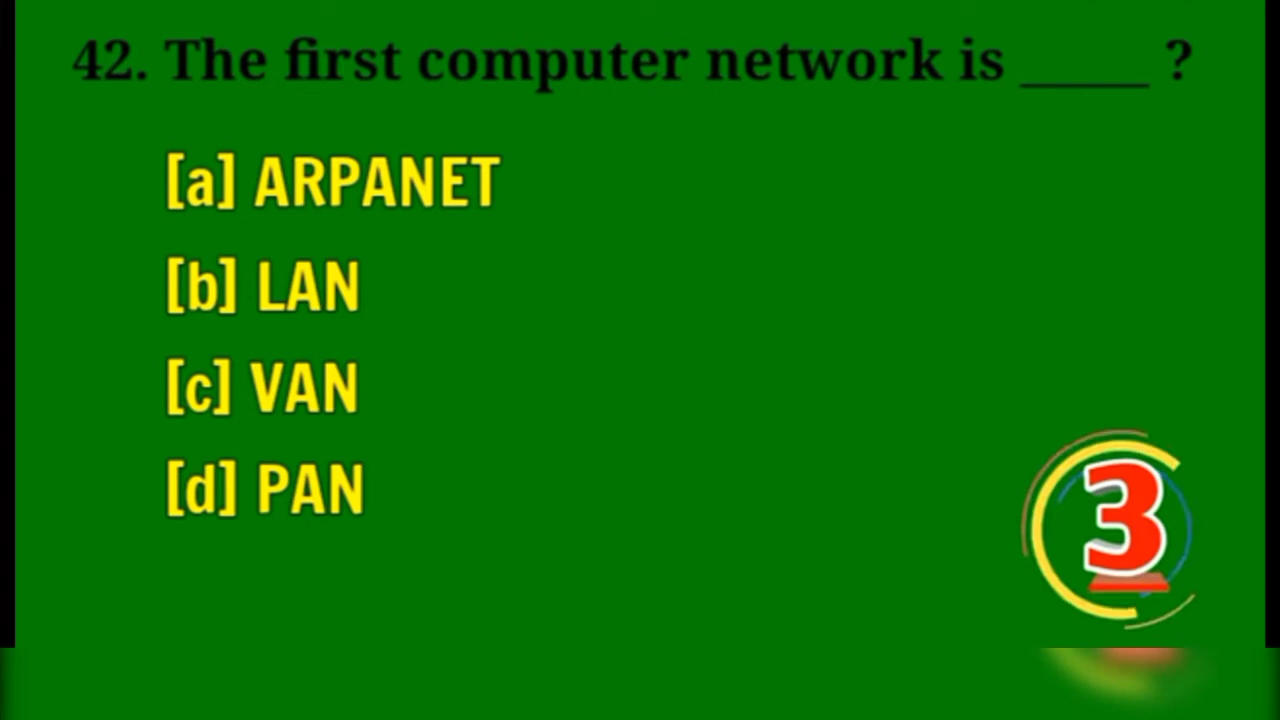 42. The first computer network is _____ ?
[a] ARPANET
[b] LAN
[c] VAN
[d] PAN
3